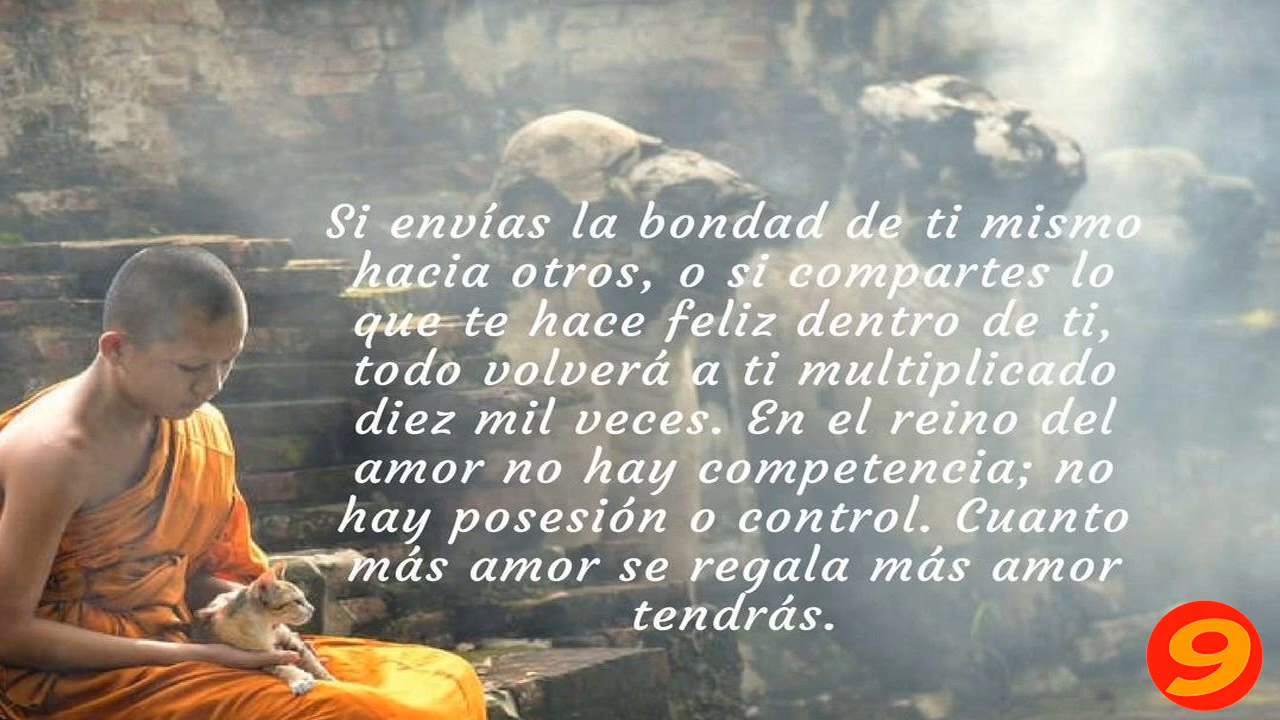 Si envías la bondad de ti mismo
hacia otros, o si compartes lo
que te hace feliz dentro de ti,
todo volverá a ti multiplicado
diez mil veces. En el reino del
amor no hay competencia; no
hay posesión o control. Cuanto
más amor se regala más amor
tendrás.
9